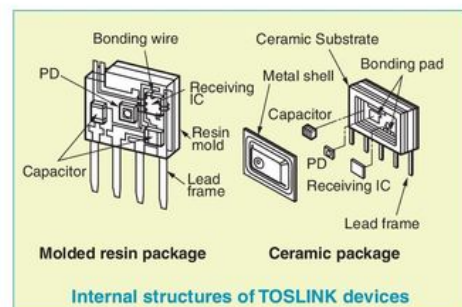 Bonding wire
PD
Receiving
IC
Resin
mold
Capacitor
Lead
frame
Molded resin package
Ceramic Substrate
Bonding pad
Metal shell
Capacitor
PD
Receiving IC
Lead frame
Ceramic package
Internal structures of TOSLINK devices